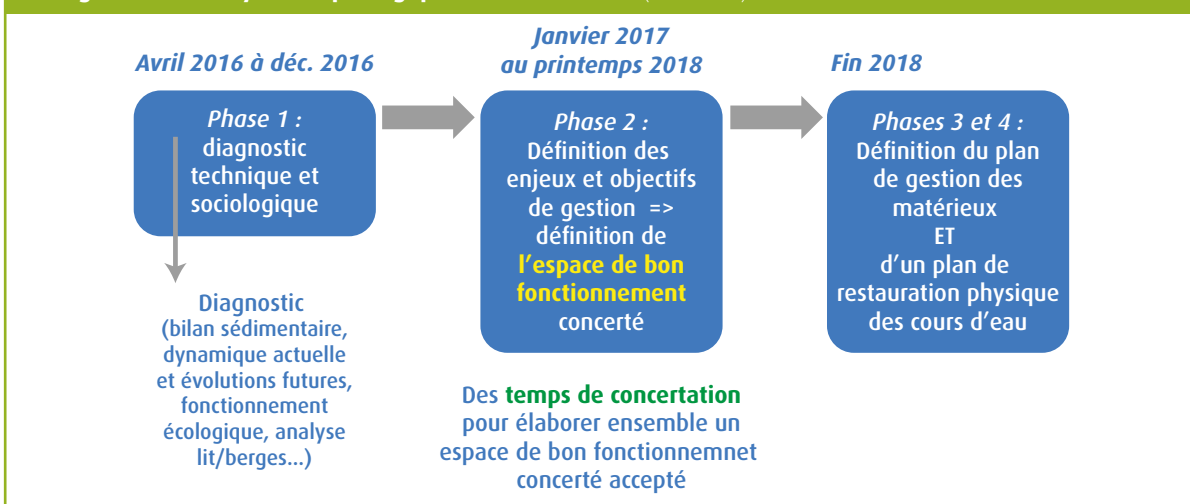 Avril 2016 à déc. 2016
Phase 1 :
diagnostic
technique et
sociologique
Diagnostic
(bilan sédimentaire,
dynamique actuelle
et évolutions futures,
fonctionnement
écologique, analyse
lit/berges...)
Janvier 2017
au printemps 2018
Phase 2 :
Définition des
enjeux et objectifs
de gestion =>
définition de
l'espace de bon
fonctionnement
concerté
Des temps de concertation
pour élaborer ensemble un
espace de bon fonctionnemnet
concerté accepté
Fin 2018
Phases 3 et 4 :
Définition du plan
de gestion des
matérieux
ET
d'un plan de
restauration physique
des cours d'eau